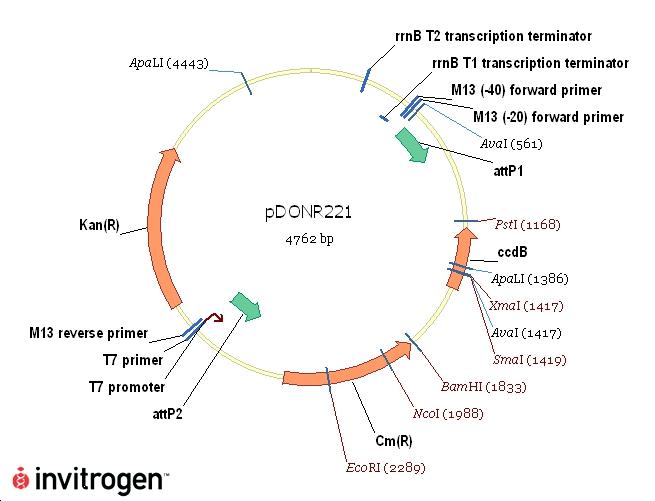 rrnB T2 transcription terminator
rrnB T1 transcription terminator
ApaLI (4443)
M13 (-40) forward primer
M13 (-20) forward primer
AvaI (561)
attP1
pDONR221
4762 bp
Kan(R)
PstI (1168)
ccdB
ApaLI (1386)
XmaI (1417)
AvaI (1417)
SmaI (1419)
M13 reverse primer
T7 primer
T7 promoter
attP2
BamHI (1833)
NcoI (1988)
Cm(R)
EcoRI (2289)
invitrogen™